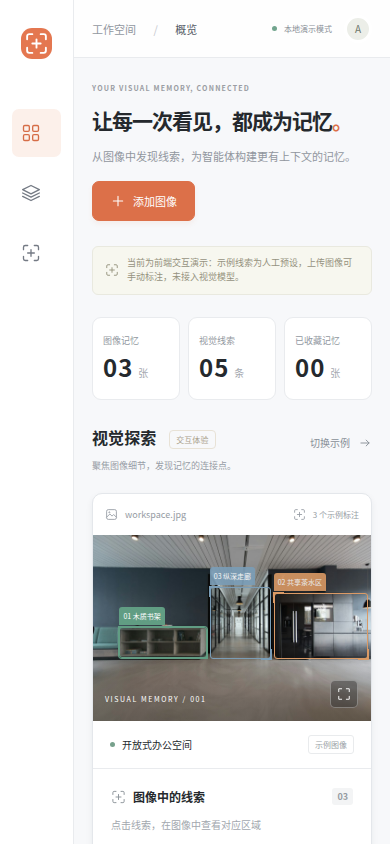 工作空间 / 概览
本地演示模式
A
YOUR VISUAL MEMORY, CONNECTED
让每一次看见，都成为记忆。
从图像中发现线索，为智能体构建更有上下文的记忆。
添加图像
当前为前端交互演示：示例线索为人工预设，上传图像可
手动标注，未接入视觉模型。
图像记忆
03 张
视觉线索
05 条
已收藏记忆
00 张
视觉探索
交互体验
切换示例
聚焦图像细节，发现记忆的连接点。
workspace.jpg
3 个示例标注
03 纵深走廊
02 共享茶水区
01 木质书架
VISUAL MEMORY / 001
开放式办公空间
示例图像
图像中的线索
03
点击线索，在图像中查看对应区域